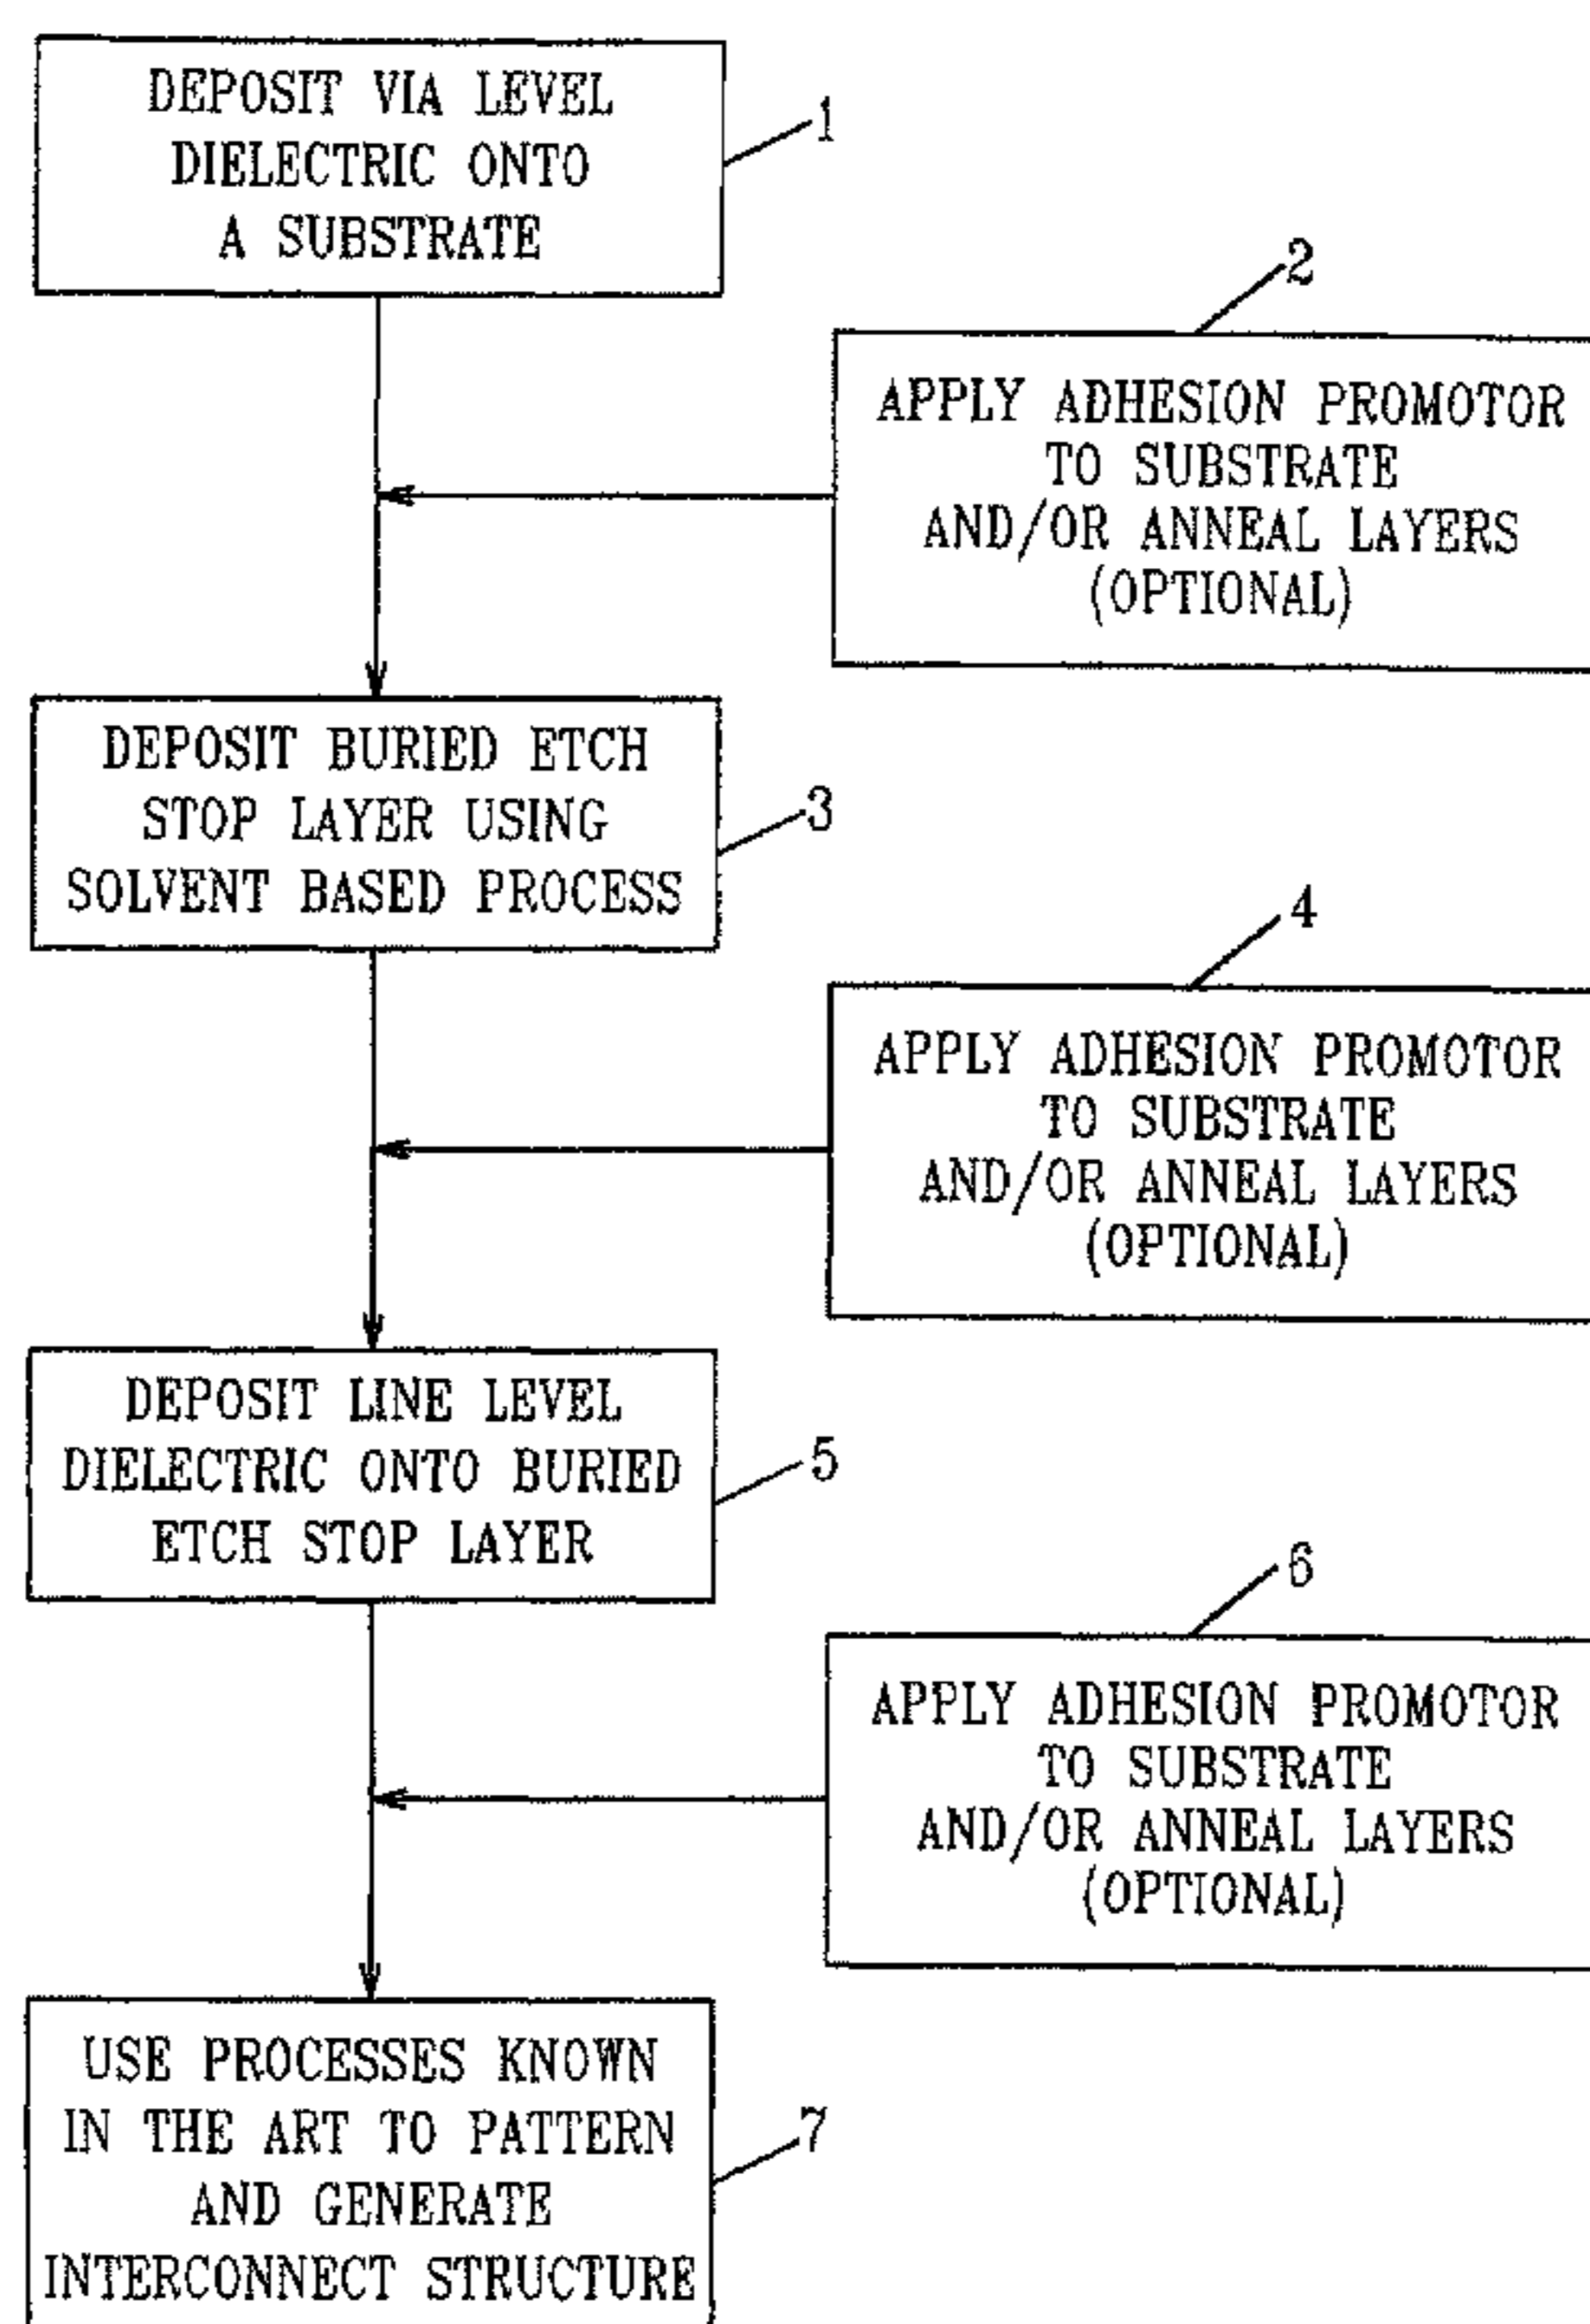 DEPOSIT VIA LEVEL
DIELECTRIC ONTO
A SUBSTRATE
1
2
APPLY ADHESION PROMOTOR
TO SUBSTRATE
AND/OR ANNEAL LAYERS
(OPTIONAL)
DEPOSIT BURIED ETCH
STOP LAYER USING
SOLVENT BASED PROCESS
3
4
APPLY ADHESION PROMOTOR
TO SUBSTRATE
AND/OR ANNEAL LAYERS
(OPTIONAL)
DEPOSIT LINE LEVEL
DIELECTRIC ONTO BURIED
ETCH STOP LAYER
5
6
APPLY ADHESION PROMOTOR
TO SUBSTRATE
AND/OR ANNEAL LAYERS
(OPTIONAL)
USE PROCESSES KNOWN
IN THE ART TO PATTERN
AND GENERATE
INTERCONNECT STRUCTURE
7